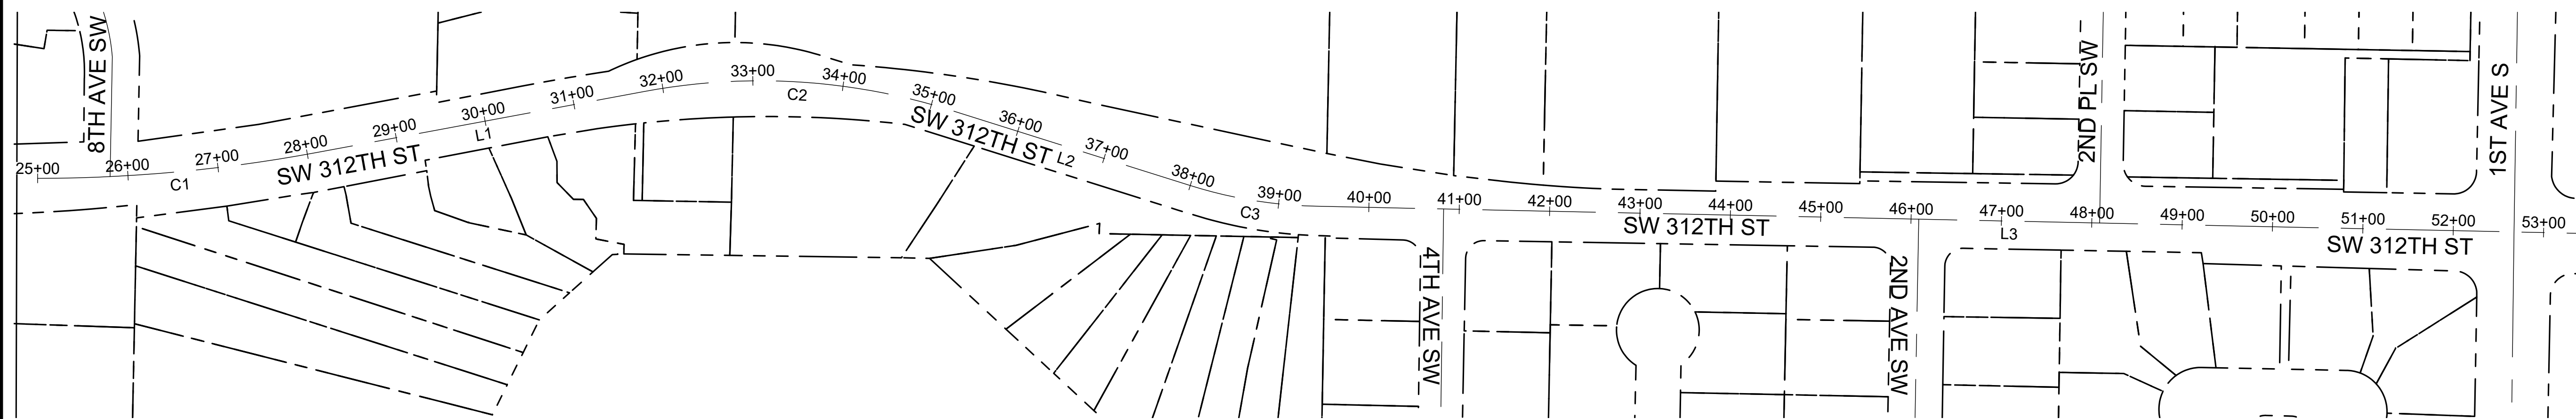 8TH AVE SW
25+00
26+00
27+00
28+00
29+00
30+00
31+00
32+00
33+00
34+00
35+00
36+00
37+00
38+00
39+00
40+00
41+00
42+00
43+00
44+00
45+00
46+00
47+00
48+00
49+00
50+00
51+00
52+00
53+00
C1
SW 312TH ST
L1
C2
SW 312TH ST
L2
1
C3
4TH AVE SW
SW 312TH ST
2ND AVE SW
L3
2ND PL SW
SW 312TH ST
1ST AVE S